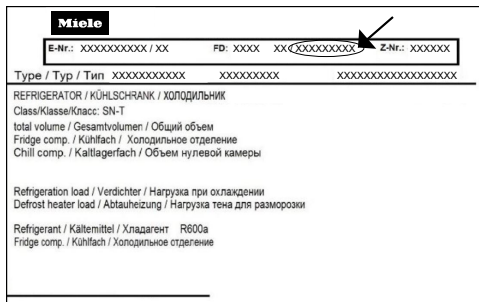 Miele
E-Nr.: XXXXXXXXXX / XX FD: XXXX XX XXXXXXXXX Z-Nr.: XXXXXX
Type / Typ / Тип XXXXXXXXXXX XXXXXXXXX XXXXXXXXXXXXXXXXXX
REFRIGERATOR / KÜHLSCHRANK / ХОЛОДИЛЬНИК
Class/Klasse/Класс: SN-T
total volume / Gesamtvolumen / Общий объем
Fridge comp. / Kühlfach / Холодильное отделение
Chill comp. / Kaltlagerfach / Объем нулевой камеры
Refrigeration load / Verdichter / Нагрузка при охлаждении
Defrost heater load / Abtauheizung / Нагрузка тена для разморозки
Refrigerant / Kältemittel / Хладагент R600a
Fridge comp. / Kühlfach / Холодильное отделение